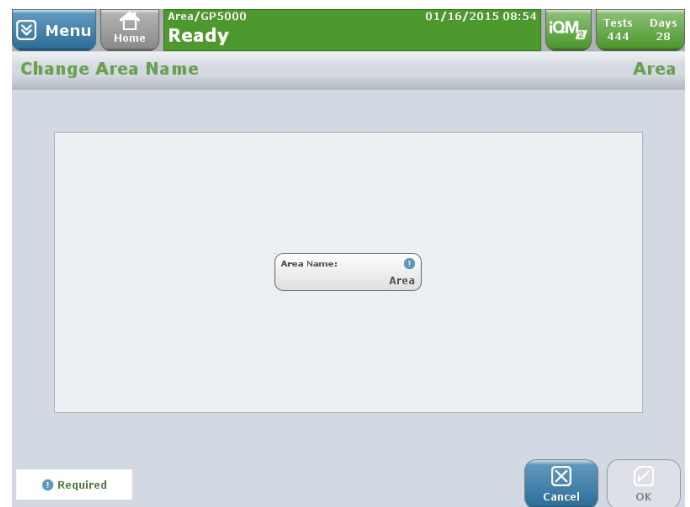 Menu
Home
Area/GP5000
01/16/2015 08:54
Ready
iQM2
Tests Days
444 28
Change Area Name
Area
Area Name:
Area
Required
Cancel
OK